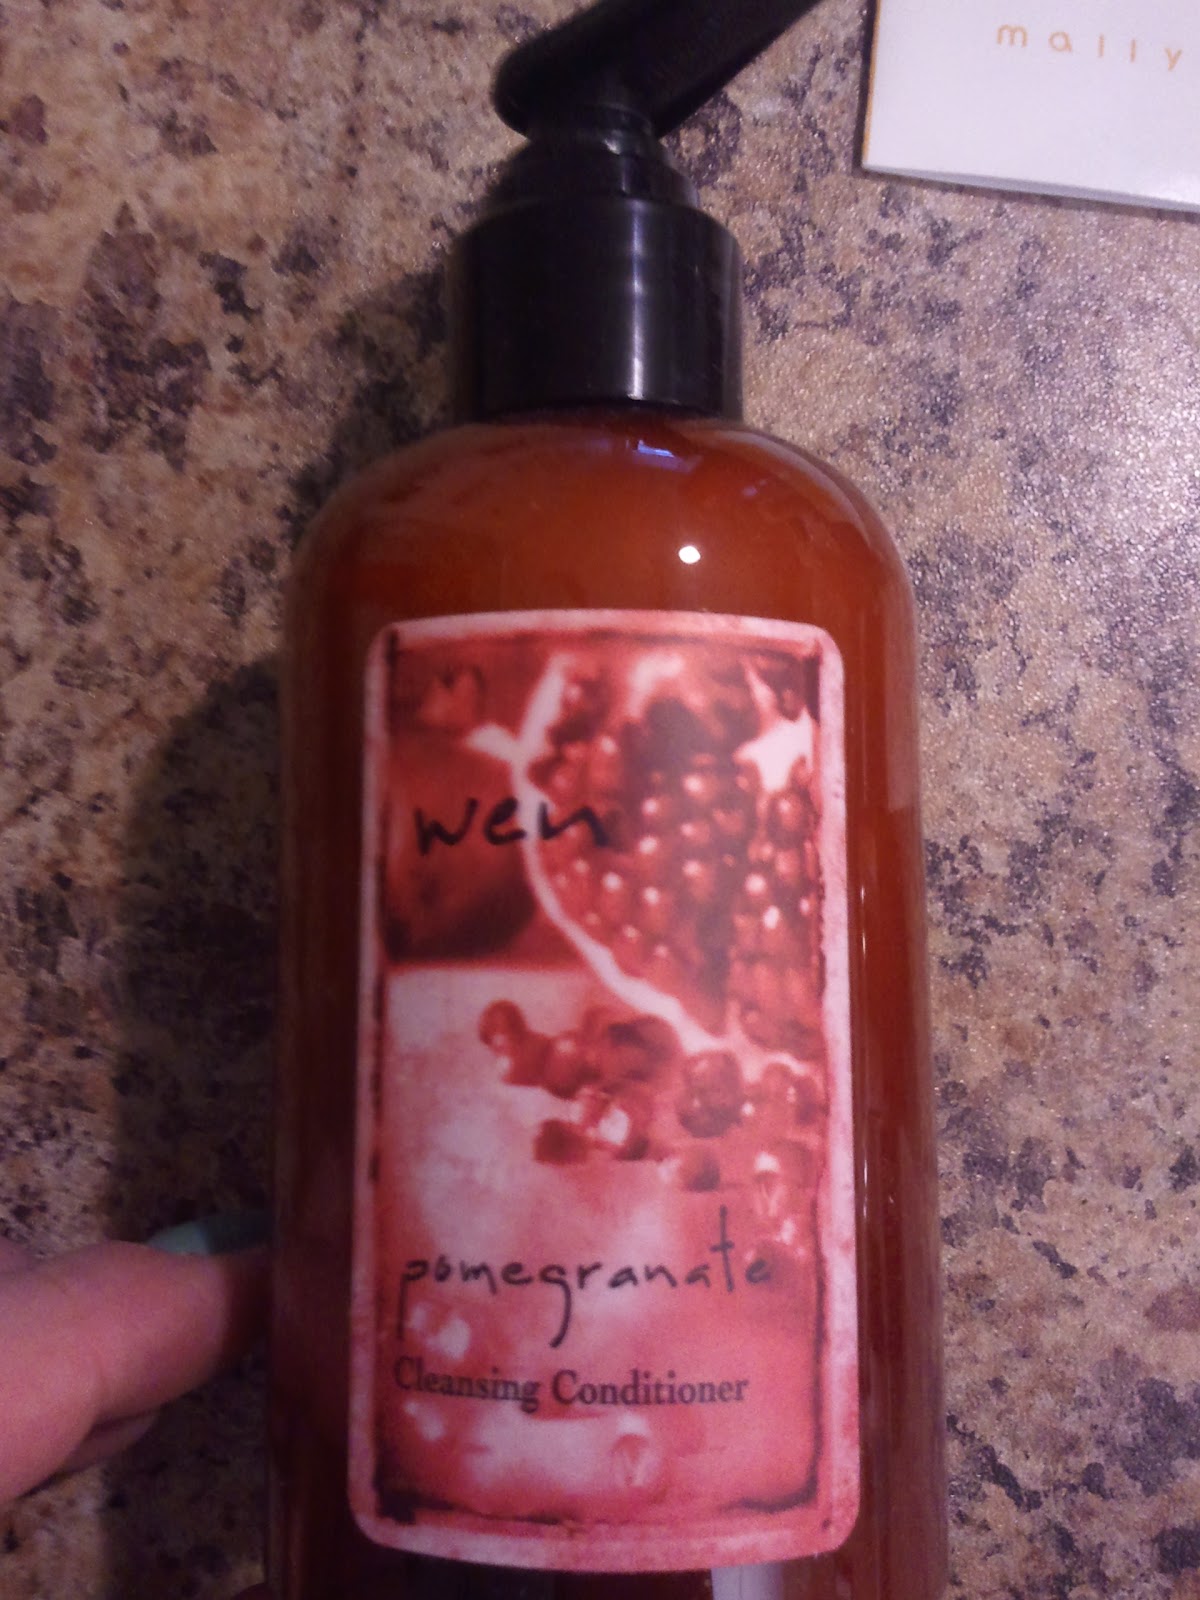 mally
wen
pomegranate
Cleansing Conditioner